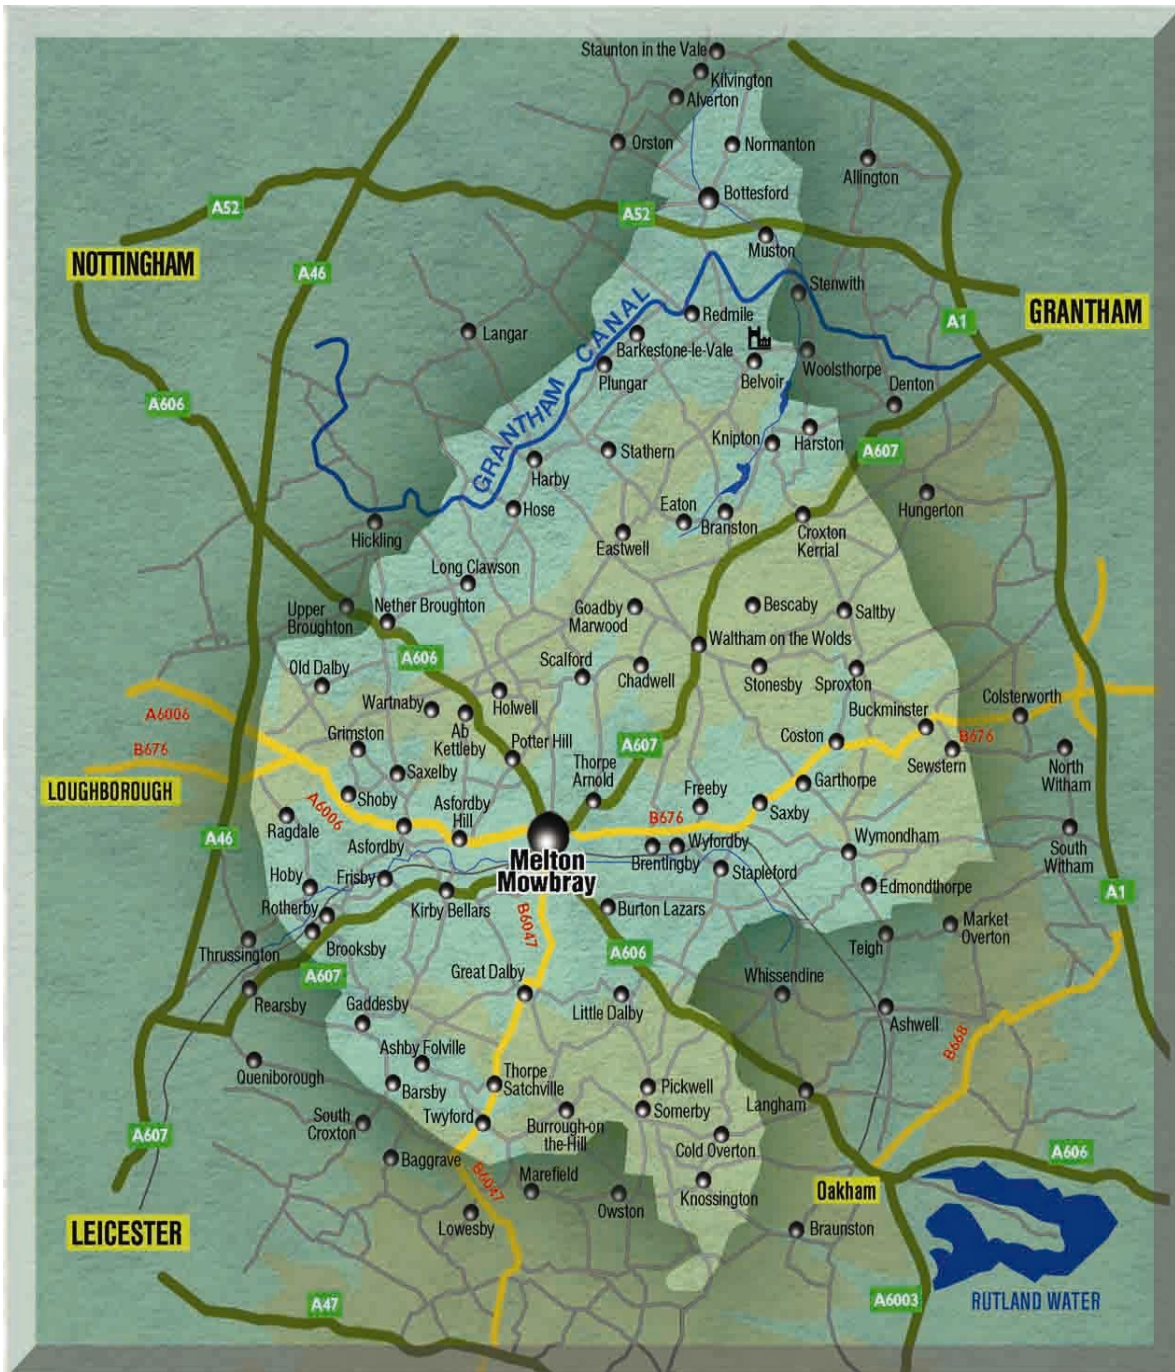 Staunton in the Vale
Kilvington
Alverton
Orston
Normanton
Allington
Bottesford
A52
A52
NOTTINGHAM
Muston
A46
Stenwith
GRANTHAM
Redmile
A1
Langar
GRANTHAM CANAL
Barkestone-le-Vale
Woolsthorpe
Plungar
Belvoir
Denton
A606
Knipton
Harston
Stathern
A607
Harby
Eaton
Hungerton
Hose
Branston
Hickling
Croxton
Kerrial
Eastwell
Long Clawson
Upper
Broughton
Nether Broughton
Goadby
Marwood
Bescaby
Saltby
Waltham on the Wolds
A606
Scalford
Old Dalby
Chadwell
Stonesby
Sproxton
Colsterworth
Wartnaby
Holwell
Buckminster
A6006
Grimston
Ab
Kettleby
Potter Hill
A607
Coston
B676
B676
Sewstern
Thorpe
Arnold
North
Witham
Saxelby
Garthorpe
LOUGHBOROUGH
Shoby
Asfordby
Hill
Freeby
A6006
Saxby
Ragdale
B676
A46
Asfordby
Wyfordby
Wymondham
South
Witham
Melton
Mowbray
Brentingby
Stapleford
Hoby
Frisby
Edmondthorpe
A1
Rotherby
Kirby Bellars
Burton Lazars
B6047
Market
Overton
Thrussington
Brooksby
Teigh
A606
A607
Great Dalby
Whissendine
Rearsby
Gaddesby
Little Dalby
Ashwell
B668
Ashby Folville
Queniborough
Barsby
Thorpe
Satchville
Pickwell
Langham
South
Croxton
Twyford
Burrough-on
the-Hill
Somerby
A607
Cold Overton
Baggrave
A606
B6047
Marefield
Knossington
Oakham
Owston
LEICESTER
Lowesby
Braunston
A47
A6003
RUTLAND WATER